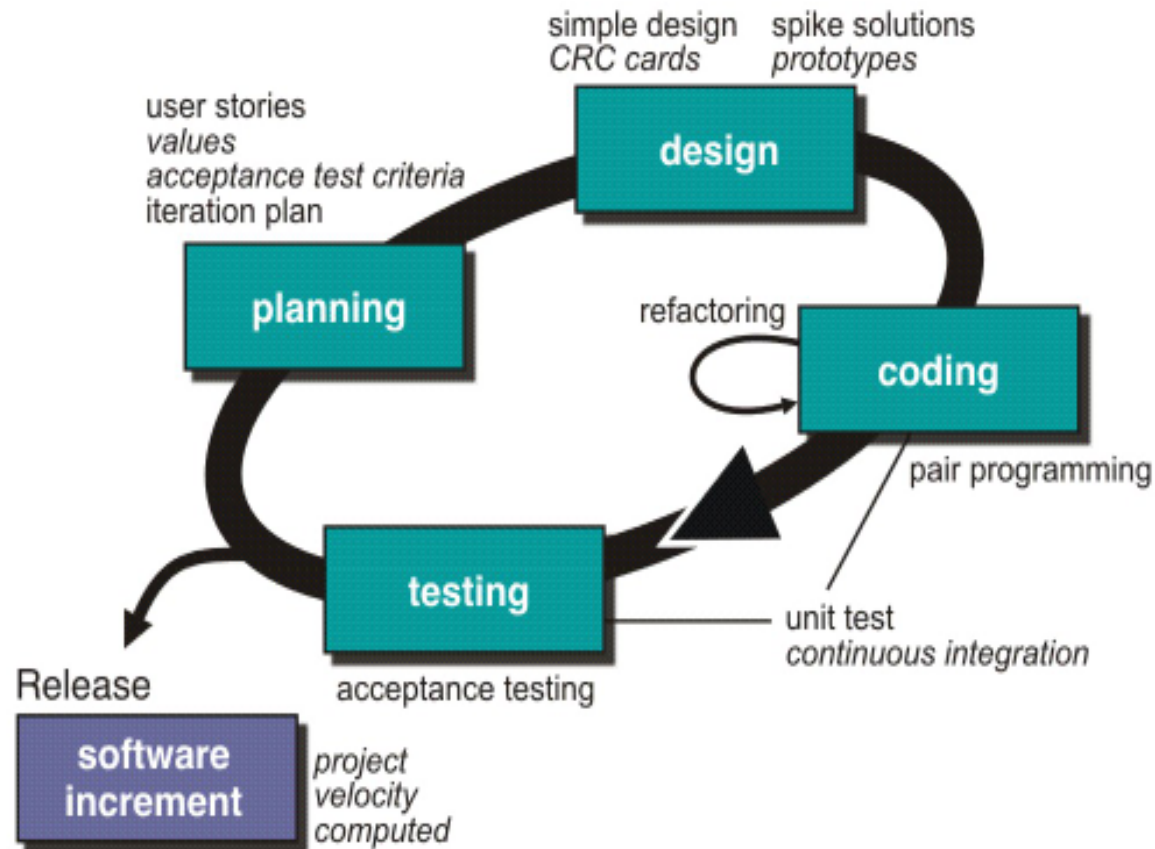 simple design
CRC cards
spike solutions
prototypes
user stories
values
acceptance test criteria
iteration plan
design
planning
refactoring
coding
pair programming
testing
unit test
continuous integration
acceptance testing
Release
software
increment
project
velocity
computed